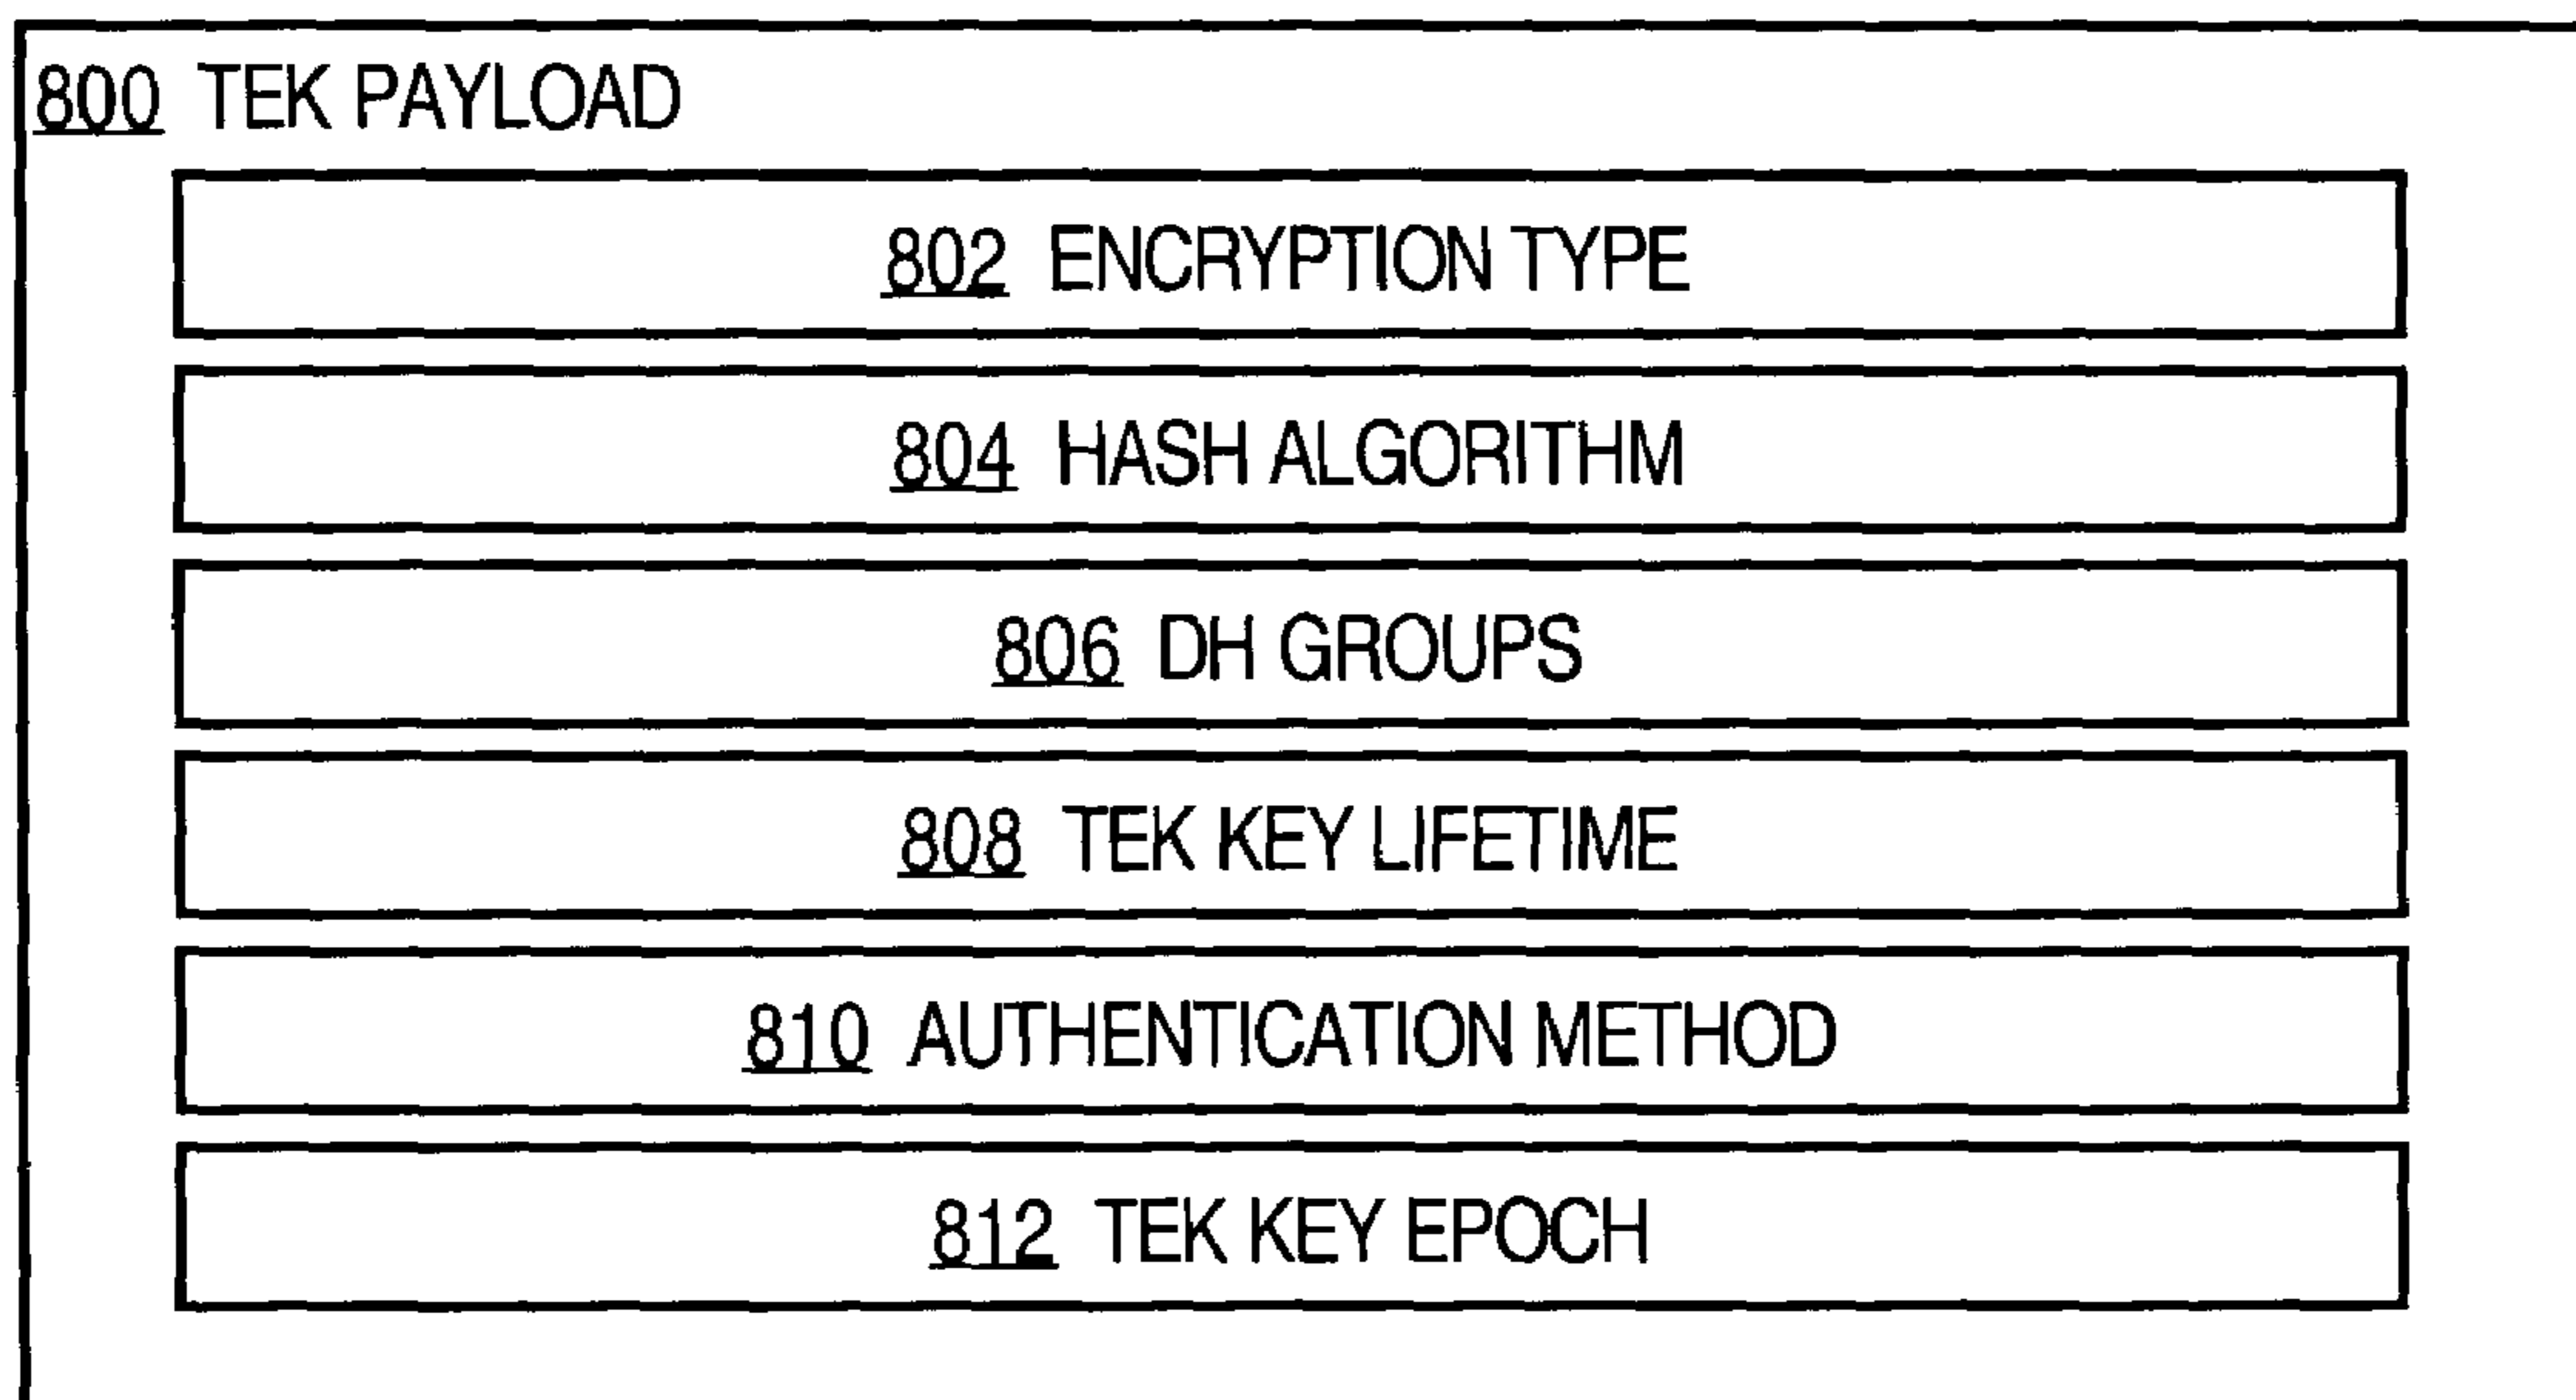 800 TEK PAYLOAD
802 ENCRYPTION TYPE
804 HASH ALGORITHM
806 DH GROUPS
808 TEK KEY LIFETIME
810 AUTHENTICATION METHOD
812 TEK KEY EPOCH